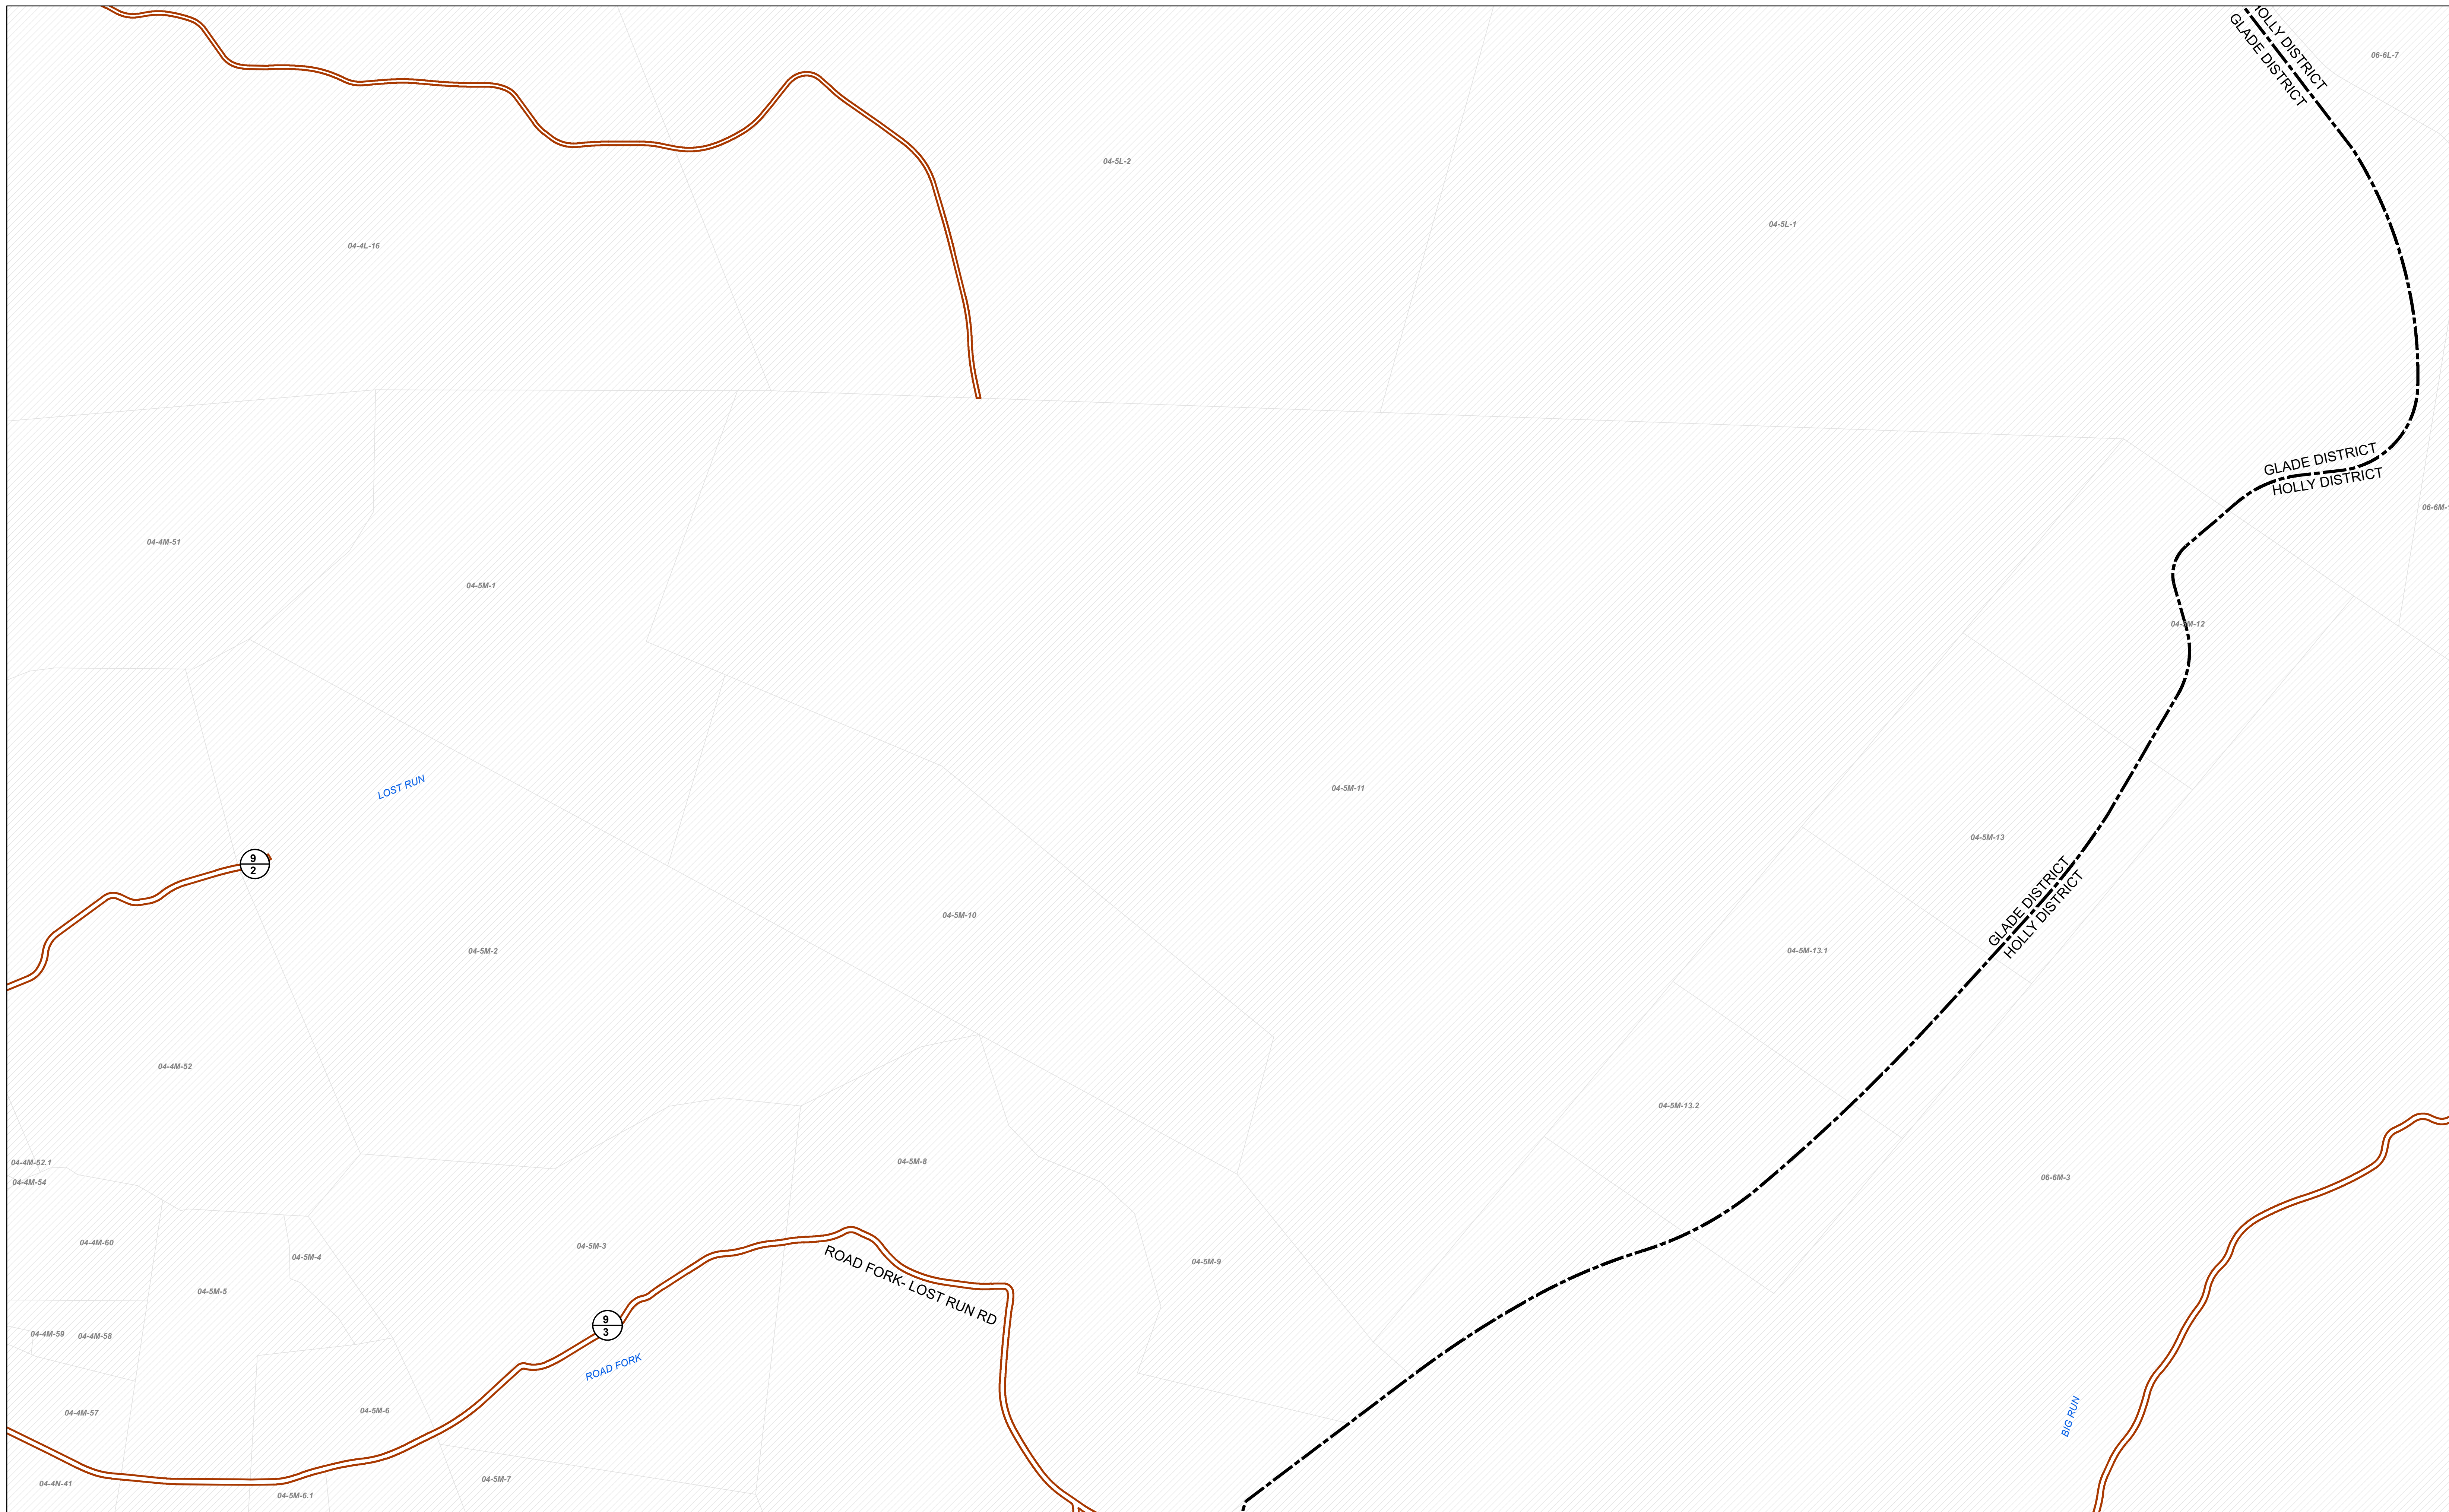 HOLLY DISTRICT
GLADE DISTRICT
06-6L-7
04-5L-2
04-5L-1
04-4L-16
GLADE DISTRICT
HOLLY DISTRICT
06-6M-1
04-4M-51
04-5M-1
04-5M-12
LOST RUN
04-5M-11
04-5M-13
9
2
GLADE DISTRICT
HOLLY DISTRICT
04-5M-10
04-5M-2
04-5M-13.1
04-4M-52
04-5M-13.2
04-4M-52.1
04-5M-8
04-4M-54
06-6M-3
04-4M-60
04-5M-4
04-5M-3
04-5M-9
ROAD FORK- LOST RUN RD
04-5M-5
9
3
04-4M-59
04-4M-58
ROAD FORK
04-4M-57
04-5M-6
BIG RUN
04-4N-41
04-5M-7
04-5M-6.1